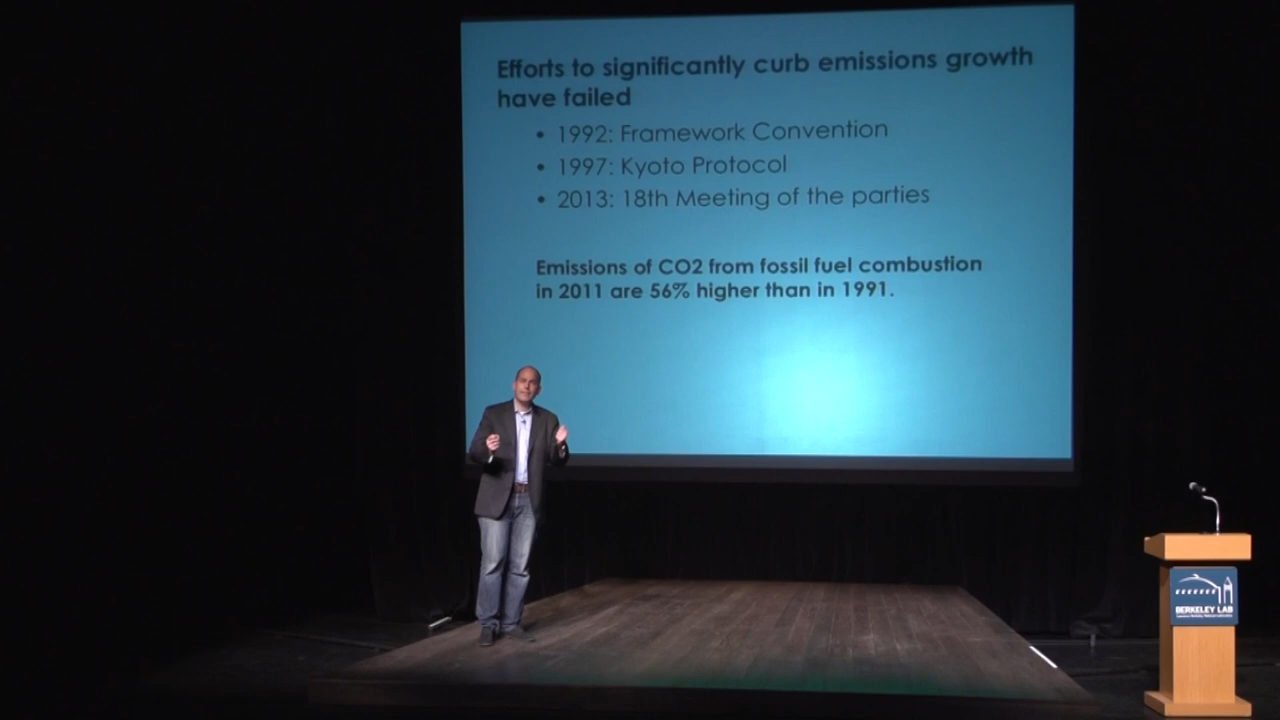 Efforts to significantly curb emissions growth
have failed
• 1992: Framework Convention
• 1997: Kyoto Protocol
• 2013: 18th Meeting of the parties
Emissions of CO2 from fossil fuel combustion
in 2011 are 56% higher than in 1991.
BERKELEY LAB